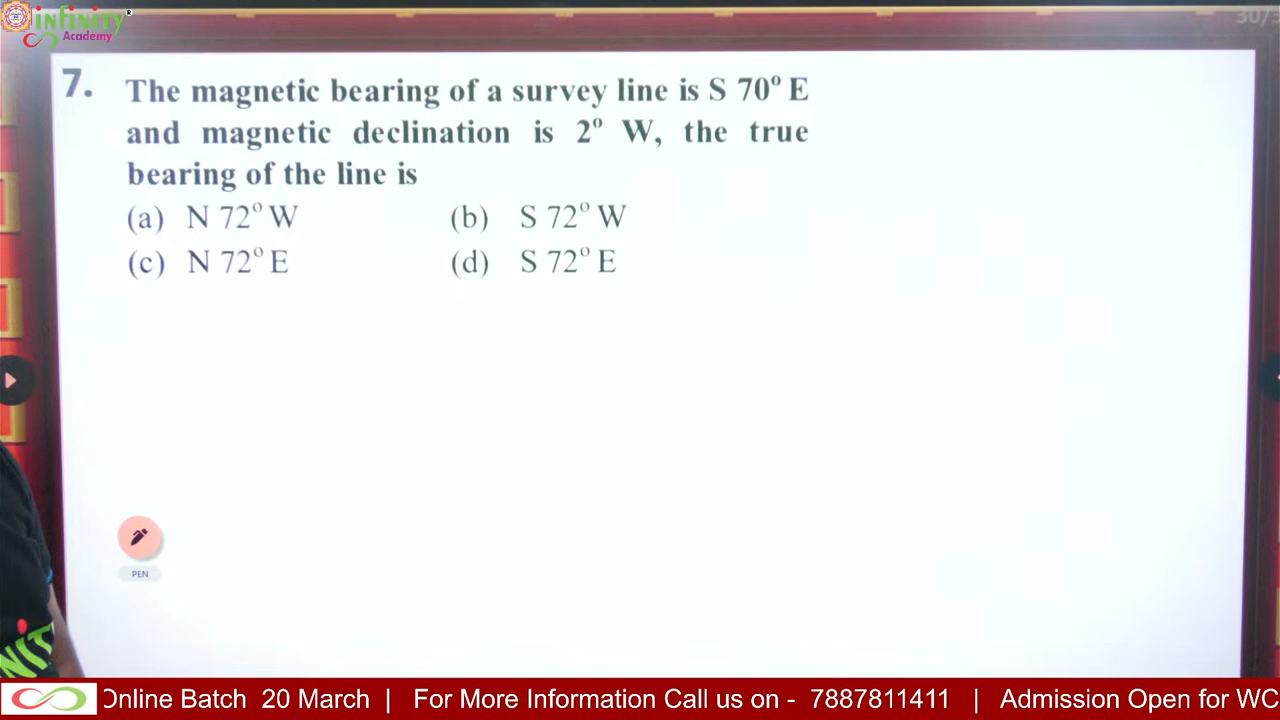 infinity
Academy
30/
7. The magnetic bearing of a survey line is S 70° E
and magnetic declination is 2° W, the true
bearing of the line is
(a) N 72° W (b) S 72° W
(c) N 72° E (d) S 72° E
PEN
Online Batch 20 March | For More Information Call us on - 7887811411 | Admission Open for WC